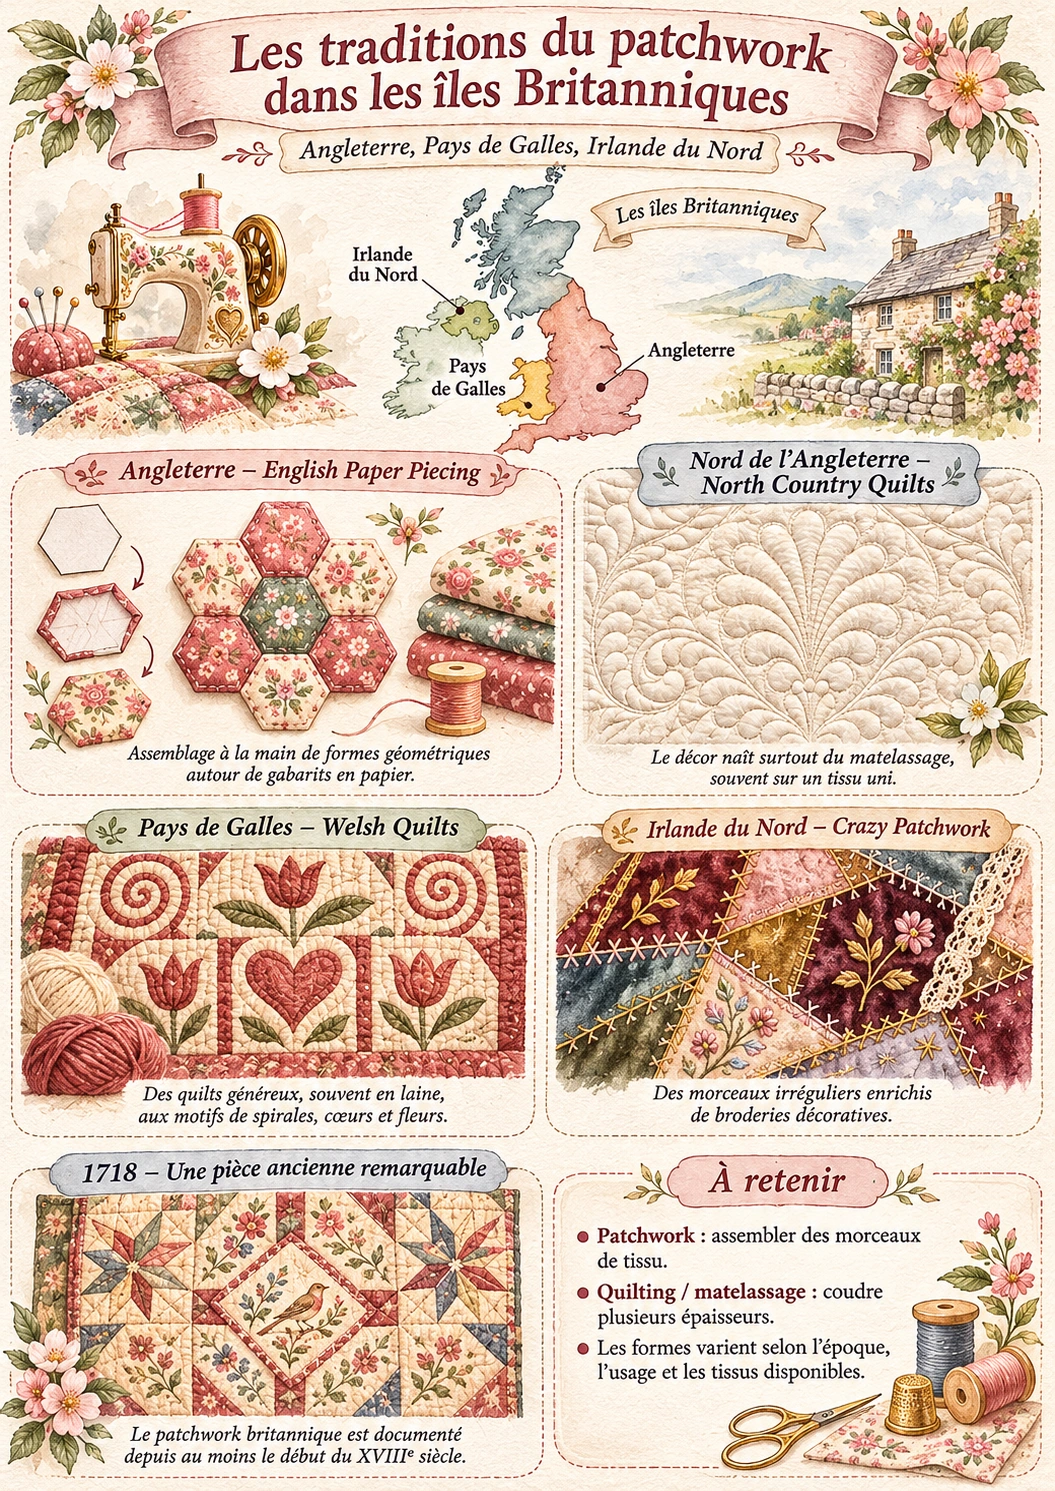 Les traditions du patchwork
dans les îles Britanniques
Angleterre, Pays de Galles, Irlande du Nord
Les îles Britanniques
Irlande
du Nord
Angleterre
Pays
de Galles
Angleterre – English Paper Piecing
Assemblage à la main de formes géométriques
autour de gabarits en papier.
Nord de l'Angleterre –
North Country Quilts
Le décor naît surtout du matelassage,
souvent sur un tissu uni.
Pays de Galles – Welsh Quilts
Des quilts généreux, souvent en laine,
aux motifs de spirales, cœurs et fleurs.
Irlande du Nord – Crazy Patchwork
Des morceaux irréguliers enrichis
de broderies décoratives.
1718 – Une pièce ancienne remarquable
Le patchwork britannique est documenté
depuis au moins le début du XVIIIᵉ siècle.
À retenir
Patchwork : assembler des morceaux
de tissu.
Quilting / matelassage : coudre
plusieurs épaisseurs.
Les formes varient selon l'époque,
l'usage et les tissus disponibles.